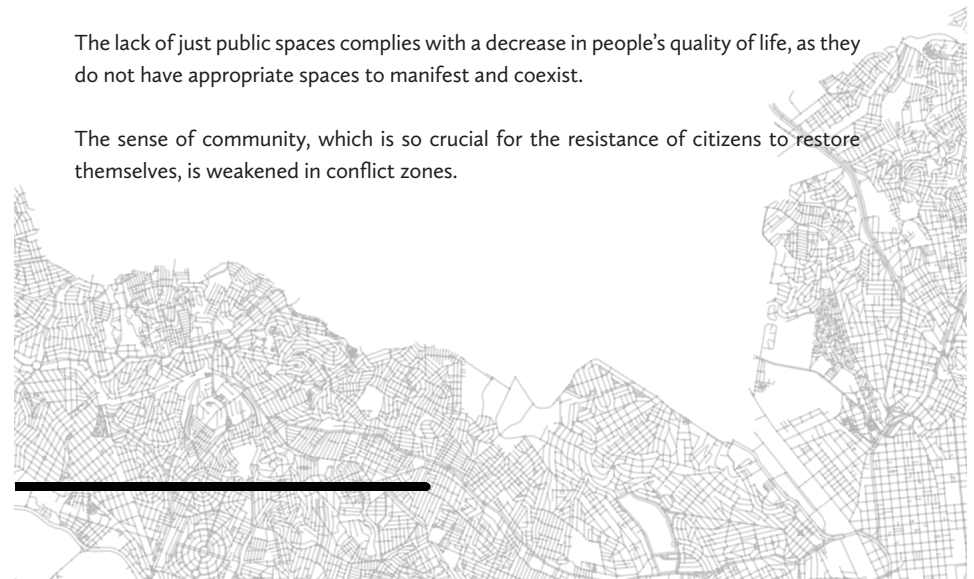 The lack of just public spaces complies with a decrease in people’s quality of life, as they
do not have appropriate spaces to manifest and coexist.
The sense of community, which is so crucial for the resistance of citizens to restore
themselves, is weakened in conflict zones.